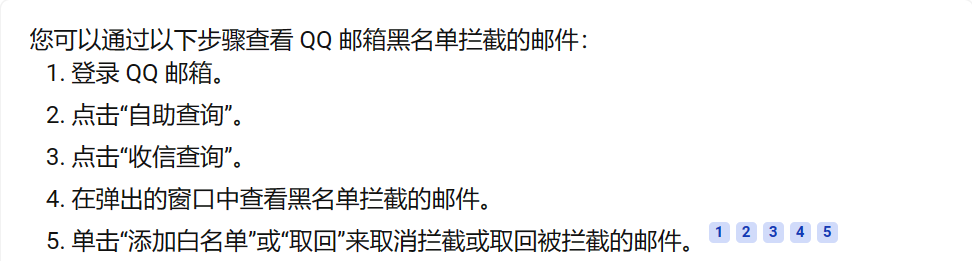 您可以通过以下步骤查看 QQ 邮箱黑名单拦截的邮件：
1. 登录 QQ 邮箱。
2. 点击“自助查询”。
3. 点击“收信查询”。
4. 在弹出的窗口中查看黑名单拦截的邮件。
5. 单击“添加白名单”或“取回”来取消拦截或取回被拦截的邮件。 1 2 3 4 5